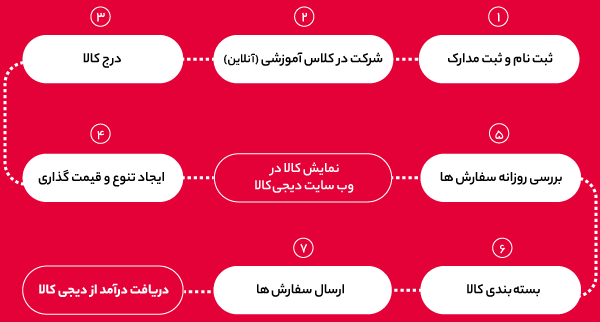 ۱
ثبت نام و ثبت مدارک
۲
شرکت در کلاس آموزشی (آنلاین)
۳
درج کالا
۴
ایجاد تنوع و قیمت گذاری
نمایش کالا در
وب سایت دیجی‌کالا
۵
بررسی روزانه سفارش ها
۶
بسته‌بندی کالا
۷
ارسال سفارش ها
دریافت درآمد از دیجی کالا